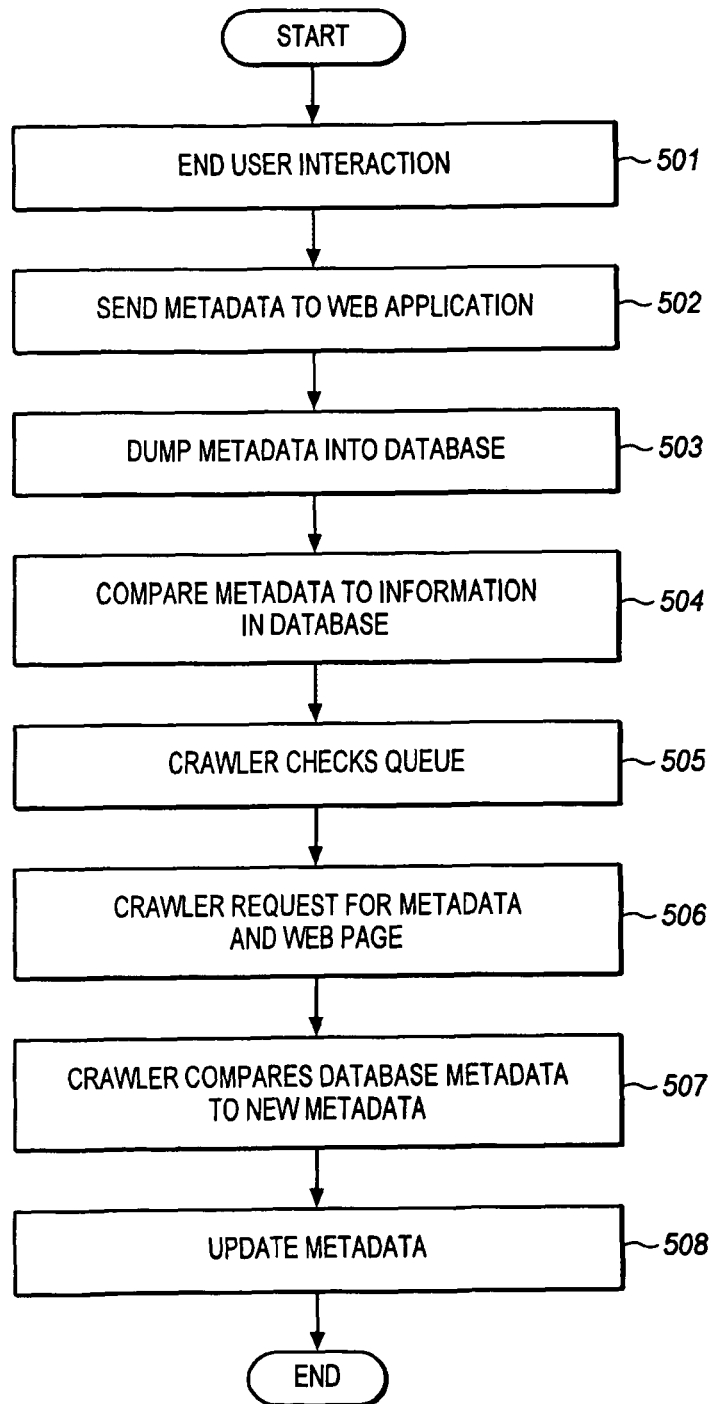 START
END USER INTERACTION
501
SEND METADATA TO WEB APPLICATION
502
DUMP METADATA INTO DATABASE
503
COMPARE METADATA TO INFORMATION
IN DATABASE
504
CRAWLER CHECKS QUEUE
505
CRAWLER REQUEST FOR METADATA
AND WEB PAGE
506
CRAWLER COMPARES DATABASE METADATA
TO NEW METADATA
507
UPDATE METADATA
508
END